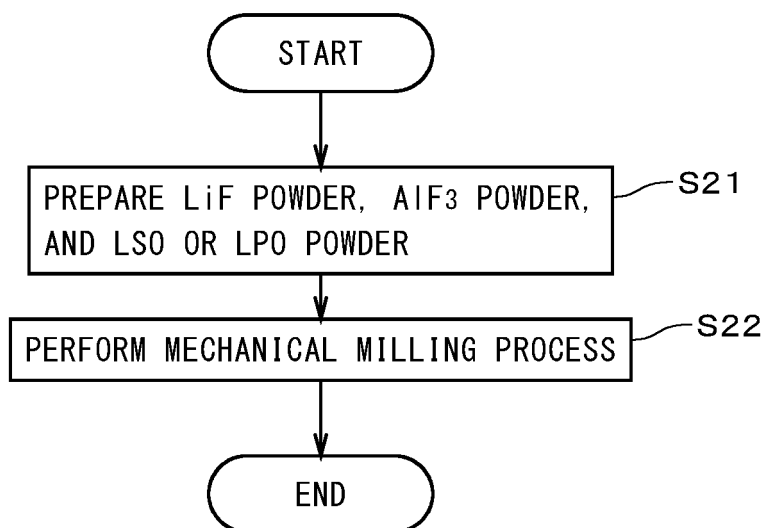 START
PREPARE LiF POWDER, AlF3 POWDER,
AND LSO OR LPO POWDER
S21
PERFORM MECHANICAL MILLING PROCESS
S22
END